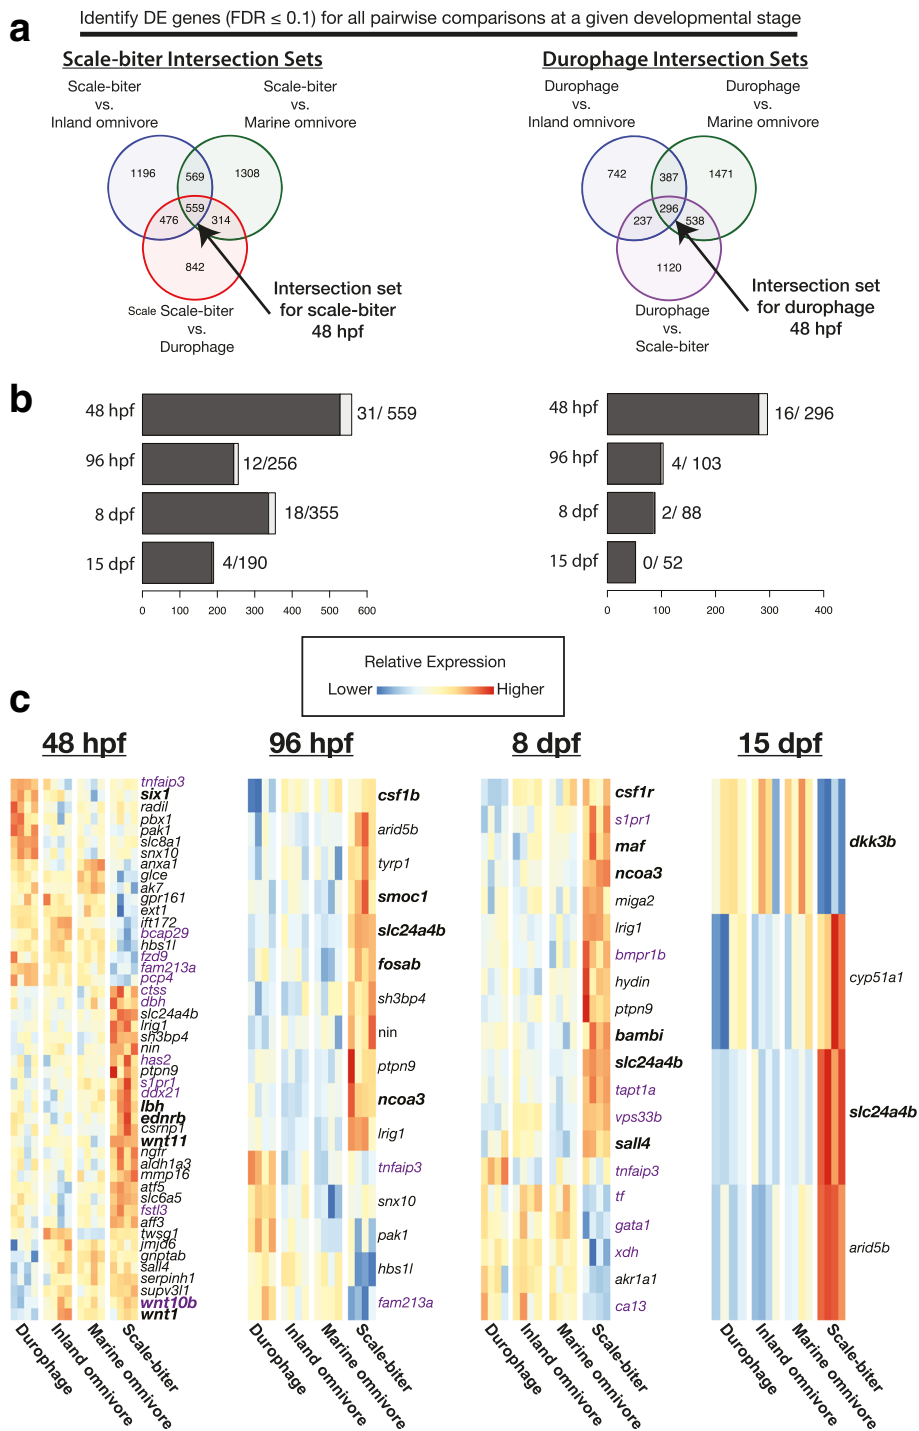 a
Identify DE genes (FDR ≤ 0.1) for all pairwise comparisons at a given developmental stage
Scale-biter Intersection Sets
Scale-biter
vs.
Inland omnivore
Scale-biter
vs.
Marine omnivore
1196
569
1308
559
476
314
842
Scale Scale-biter
vs.
Durophage
Intersection set
for scale-biter
48 hpf
Durophage Intersection Sets
Durophage
vs.
Inland omnivore
Durophage
vs.
Marine omnivore
742
387
1471
296
237
538
1120
Durophage
vs.
Scale-biter
Intersection set
for durophage
48 hpf
b
48 hpf
31/ 559
96 hpf
12/256
8 dpf
18/355
15 dpf
4/190
0 100 200 300 400 500 600
48 hpf
16/ 296
96 hpf
4/ 103
8 dpf
2/ 88
15 dpf
0/ 52
0 100 200 300 400
Relative Expression
Lower Higher
c
48 hpf
tnfaip3
six1
radil
pbx1
pak1
slc8a1
snx10
anxa1
glce
ak7
gpr161
ext1
ift172
bcap29
hbs1l
fzd9
fam213a
pcp4
ctss
dbh
slc24a4b
lrig1
sh3bp4
nin
has2
ptpn9
s1pr1
ddx21
lbh
ednrb
csrnp1
wnt11
ngfr
aldh1a3
mmp16
atf5
slc6a5
fstl3
aff3
twsg1
jmjd6
gnptab
sall4
serpinh1
supv3l1
wnt10b
wnt1
Durophage
Inland omnivore
Marine omnivore
Scale-biter
96 hpf
csf1b
arid5b
tyrp1
smoc1
slc24a4b
fosab
sh3bp4
nin
ptpn9
ncoa3
lrig1
tnfaip3
snx10
pak1
hbs1l
fam213a
Durophage
Inland omnivore
Marine omnivore
Scale-biter
8 dpf
csf1r
s1pr1
maf
ncoa3
miga2
lrig1
bmpr1b
hydin
ptpn9
bambi
slc24a4b
tapt1a
vps33b
sall4
tnfaip3
tf
gata1
xdh
akr1a1
ca13
Durophage
Inland omnivore
Marine omnivore
Scale-biter
15 dpf
dkk3b
cyp51a1
slc24a4b
arid5b
Durophage
Inland omnivore
Marine omnivore
Scale-biter